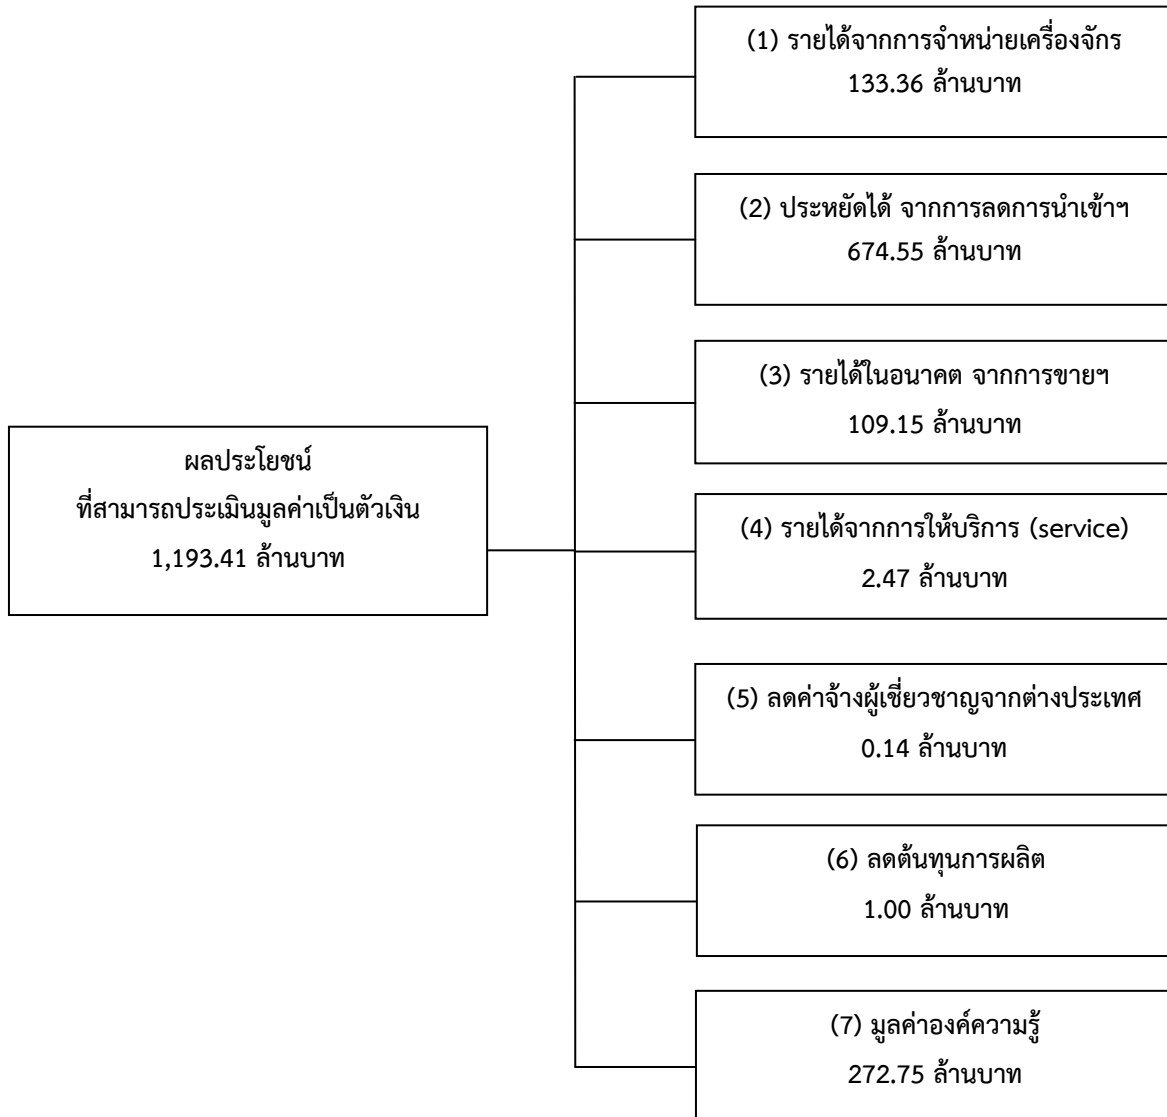 (1) รายได้จากการจำหน่ายเครื่องจักร
133.36 ล้านบาท
(2) ประหยัดได้ จากการลดการนำเข้าฯ
674.55 ล้านบาท
(3) รายได้ในอนาคต จากการขายฯ
109.15 ล้านบาท
ผลประโยชน์
ที่สามารถประเมินมูลค่าเป็นตัวเงิน
1,193.41 ล้านบาท
(4) รายได้จากการให้บริการ (service)
2.47 ล้านบาท
(5) ลดค่าจ้างผู้เชี่ยวชาญจากต่างประเทศ
0.14 ล้านบาท
(6) ลดต้นทุนการผลิต
1.00 ล้านบาท
(7) มูลค่าองค์ความรู้
272.75 ล้านบาท